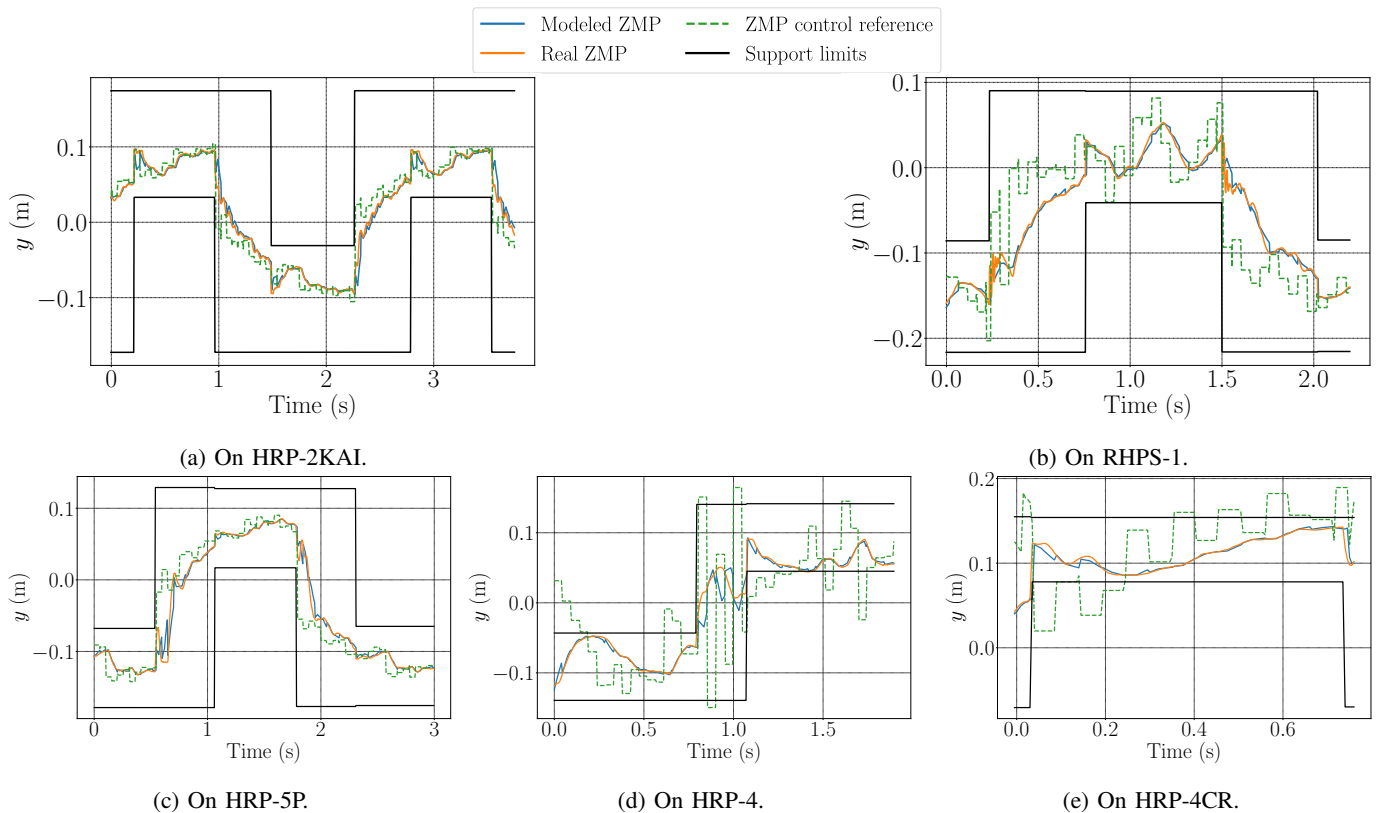 Modeled ZMP
Real ZMP
ZMP control reference
Support limits
0.1
0.0
−0.1
y (m)
0
1
2
3
Time (s)
(a) On HRP-2KAI.
0.1
0.0
−0.1
−0.2
y (m)
0.0
0.5
1.0
1.5
2.0
Time (s)
(b) On RHPS-1.
0.1
0.0
−0.1
y (m)
0
1
2
3
Time (s)
(c) On HRP-5P.
0.1
0.0
−0.1
y (m)
0.0
0.5
1.0
1.5
Time (s)
(d) On HRP-4.
0.2
0.1
0.0
y (m)
0.0
0.2
0.4
0.6
Time (s)
(e) On HRP-4CR.